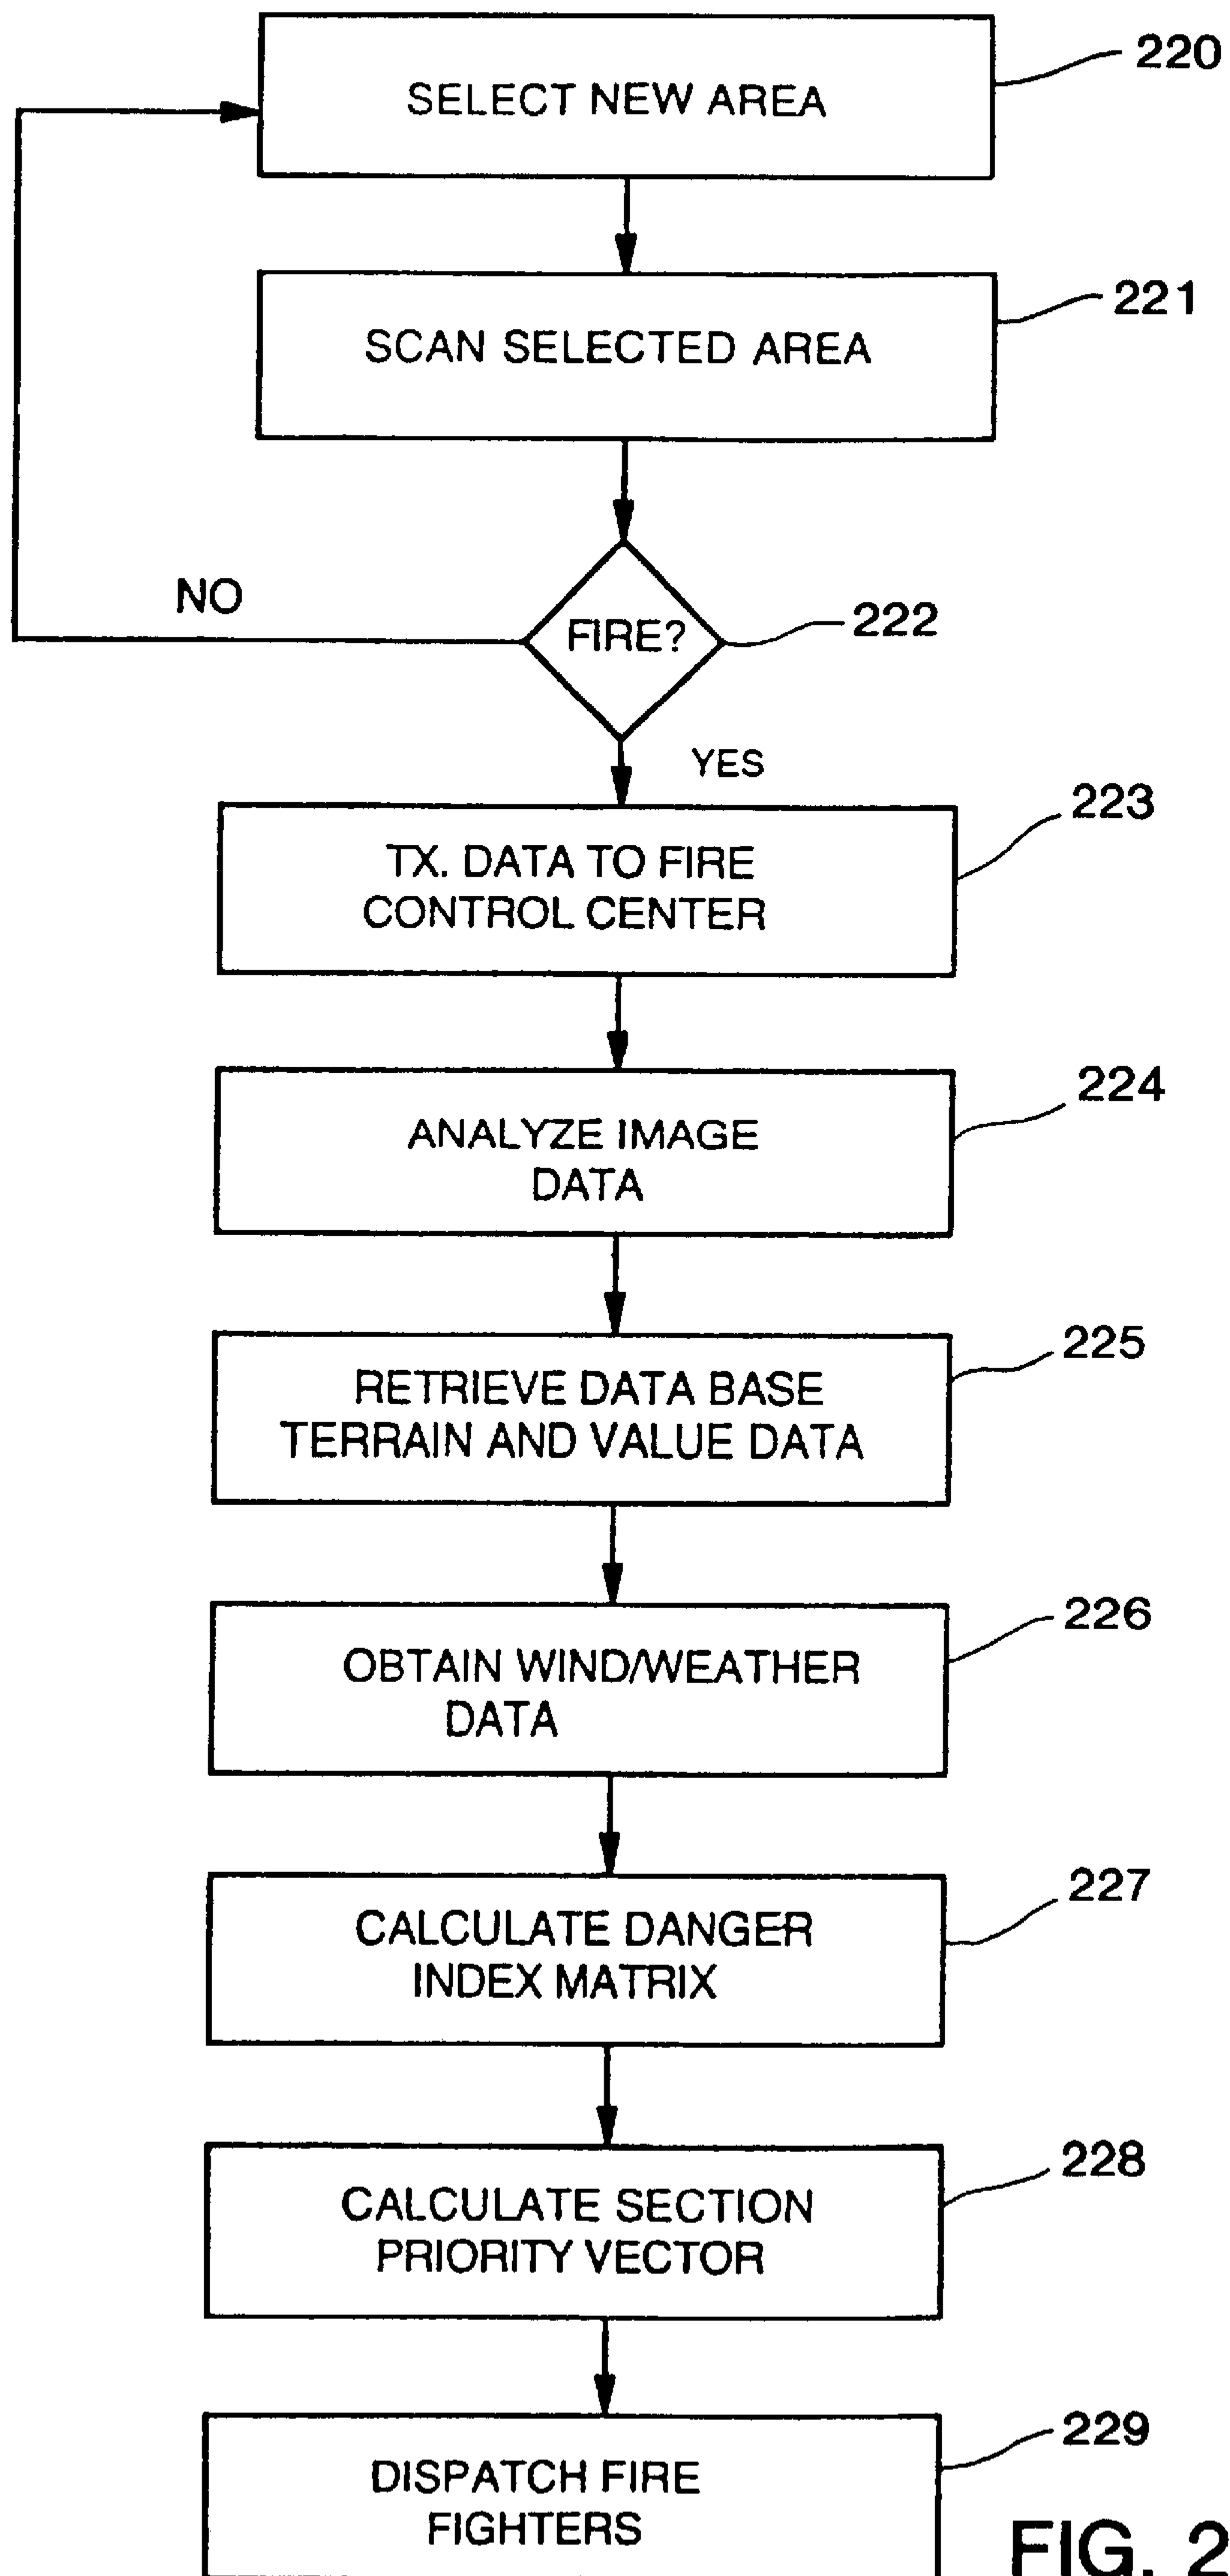 220
SELECT NEW AREA
221
SCAN SELECTED AREA
NO
FIRE?
222
YES
223
TX. DATA TO FIRE
CONTROL CENTER
224
ANALYZE IMAGE
DATA
225
RETRIEVE DATA BASE
TERRAIN AND VALUE DATA
226
OBTAIN WIND/WEATHER
DATA
227
CALCULATE DANGER
INDEX MATRIX
228
CALCULATE SECTION
PRIORITY VECTOR
229
DISPATCH FIRE
FIGHTERS
FIG. 2